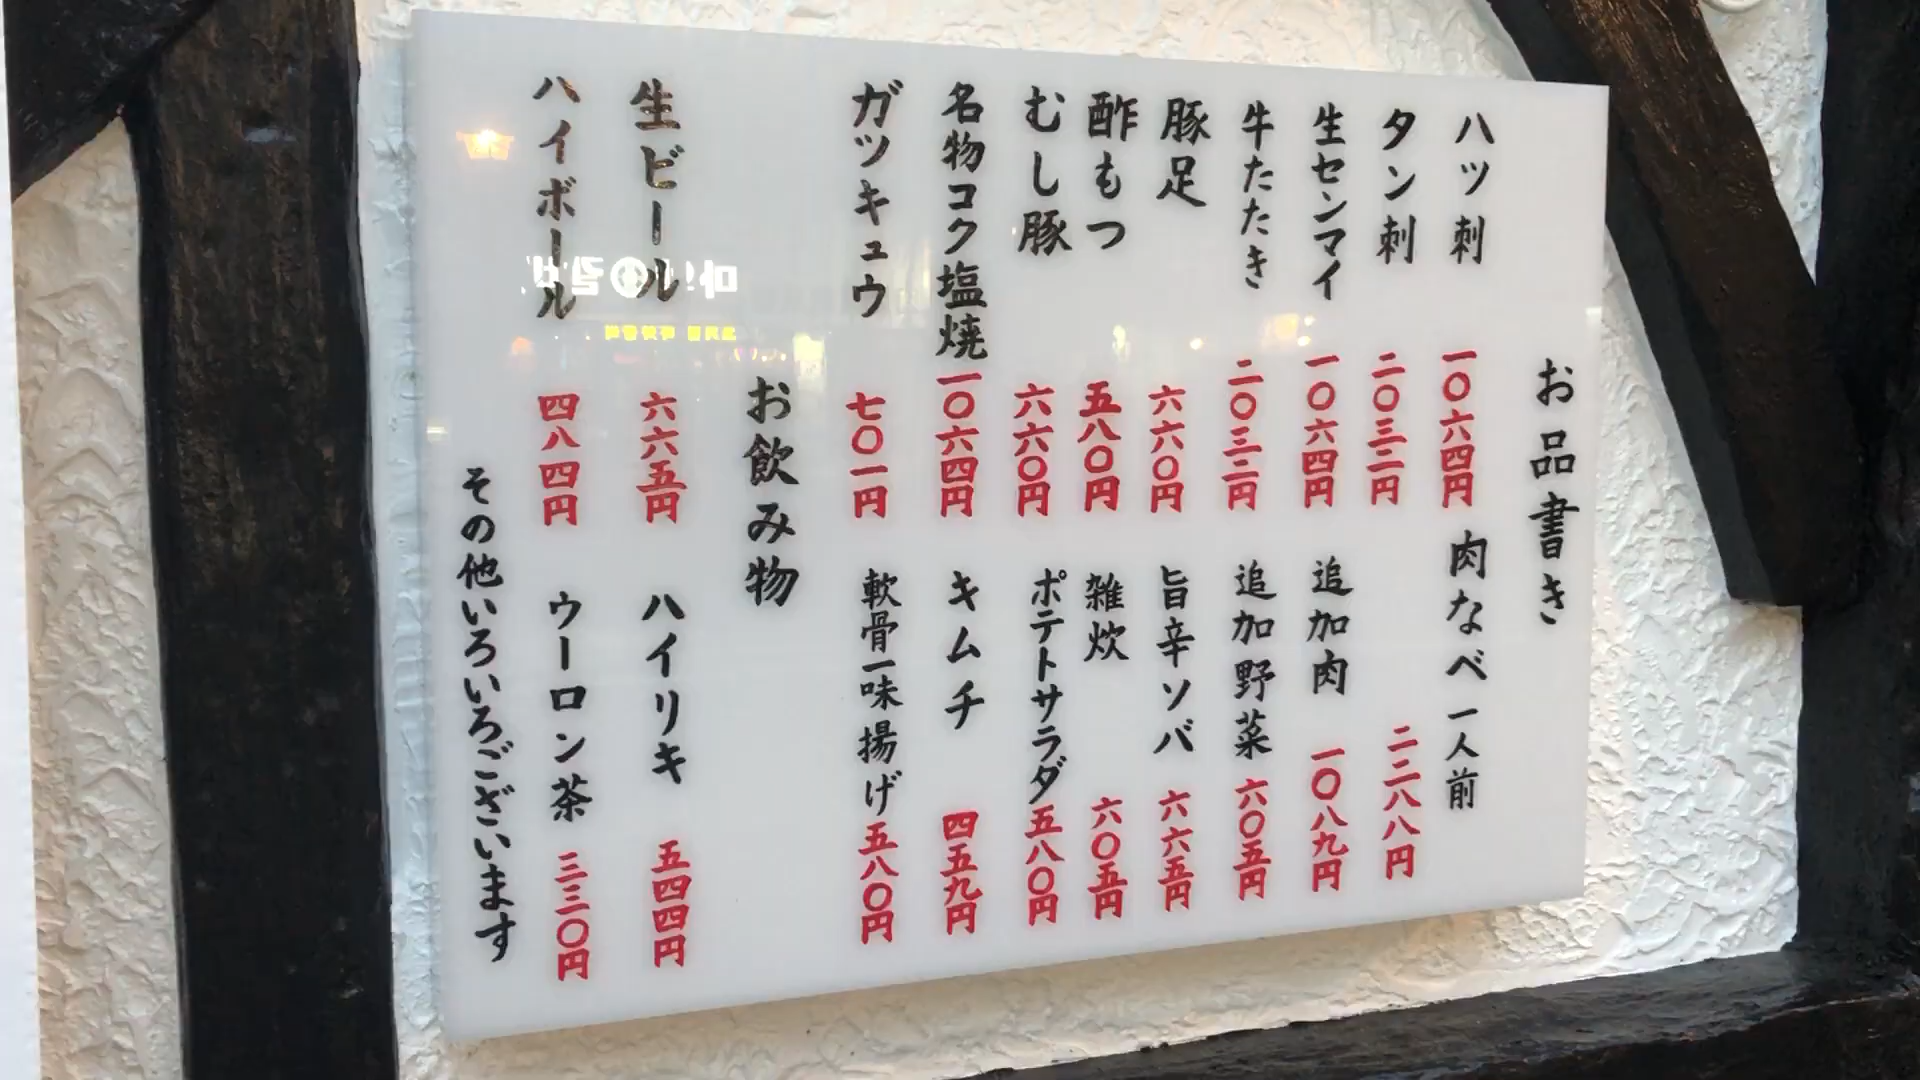 お品書き
ハツ刺 一〇六四円
タン刺 二〇三二円
生センマイ 一〇六四円
牛たたき 二〇三二円
豚足 六六〇円
酢もつ 五八〇円
むし豚 六六〇円
名物コク塩焼 一〇六四円
ガツキュウ 七〇一円
肉なべ 一人前
二二八八円
追加肉 一〇八九円
追加野菜 六〇五円
旨辛ソバ 六六五円
雑炊 六〇五円
ポテトサラダ 五八〇円
キムチ 四五九円
軟骨一味揚げ 五八〇円
お飲み物
生ビール 六六五円
ハイボール 四八四円
ハイリキ 五四四円
ウーロン茶 三三〇円
その他いろいろございます